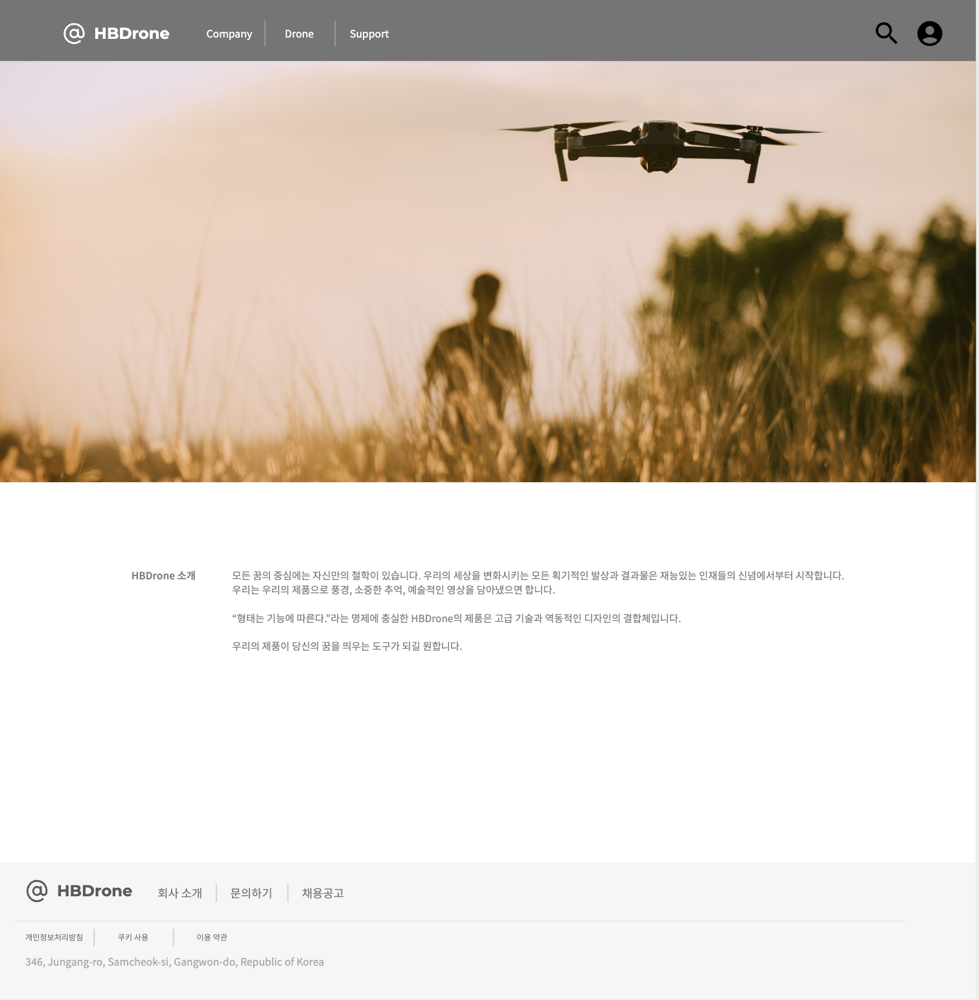 @ HBDrone
Company
Drone
Support
HBDrone 소개
모든 꿈의 중심에는 자신만의 철학이 있습니다. 우리의 세상을 변화시키는 모든 획기적인 발상과 결과물은 재능있는 인재들의 신념에서부터 시작합니다.
우리는 우리의 제품으로 풍경, 소중한 추억, 예술적인 영상을 담아냈으면 합니다.
“형태는 기능에 따른다.”라는 명제에 충실한 HBDrone의 제품은 고급 기술과 역동적인 디자인의 결합체입니다.
우리의 제품이 당신의 꿈을 띄우는 도구가 되길 원합니다.
@ HBDrone
회사 소개
문의하기
채용공고
개인정보처리방침
쿠키 사용
이용 약관
346, Jungang-ro, Samcheok-si, Gangwon-do, Republic of Korea